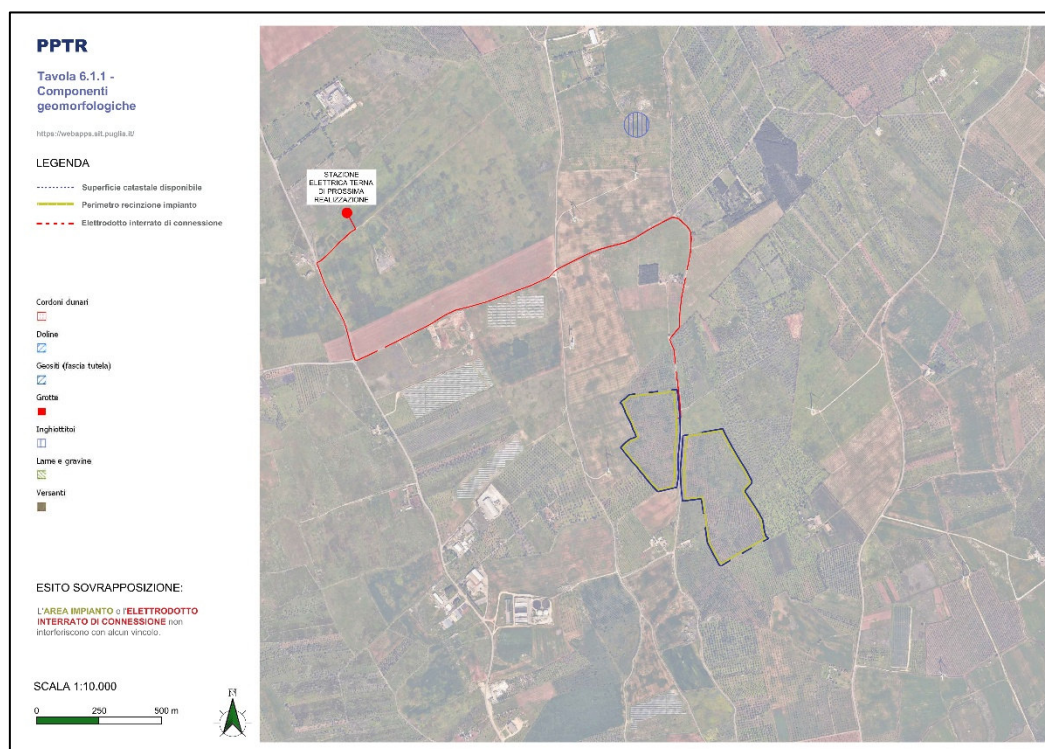 PPTR
Tavola 6.1.1 -
Componenti
geomorfologiche
https://webapps.sit.puglia.it/
LEGENDA
Superficie catastale disponibile
Perimetro recinzione impianto
Elettrodotto interrato di connessione
Cordoni dunari
Doline
Geositi (fascia tutela)
Grotte
Inghiottitoi
Lame e gravine
Versanti
ESITO SOVRAPPOSIZIONE:
L'AREA IMPIANTO e l'ELETTRODOTTO
INTERRATO DI CONNESSIONE non
interferiscono con alcun vincolo.
SCALA 1:10.000
0 250 500 m
N
STAZIONE
ELETTRICA TERNA
DI PROSSIMA
REALIZZAZIONE